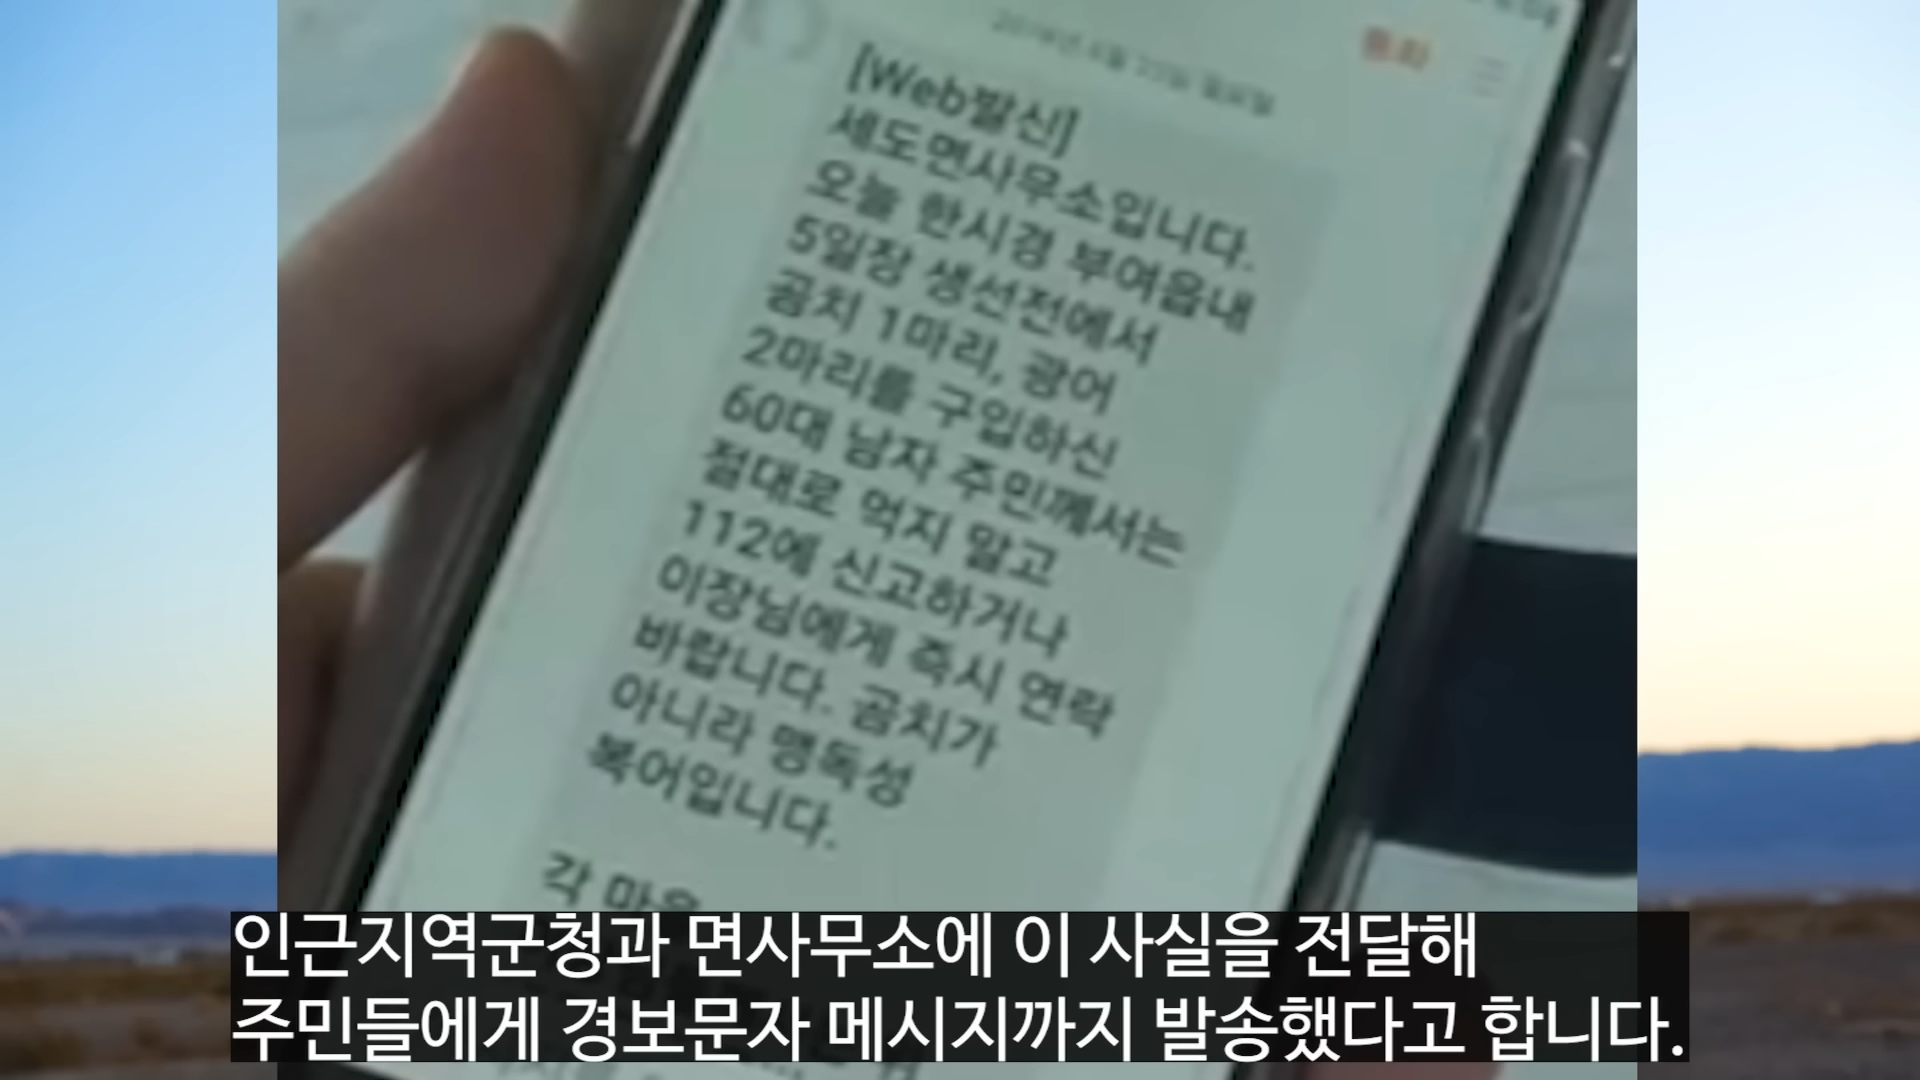 [Web발신]
세도면사무소입니다.
오늘 한시경 부여읍내
5일장 생선전에서
곰치 1마리, 광어
2마리를 구입하신
60대 남자 주민께서는
절대로 먹지 말고
112에 신고하거나
이장님에게 즉시 연락
바랍니다. 곰치가
아니라 맹독성
복어입니다.
각 마을
인근지역군청과 면사무소에 이 사실을 전달해
주민들에게 경보문자 메시지까지 발송했다고 합니다.